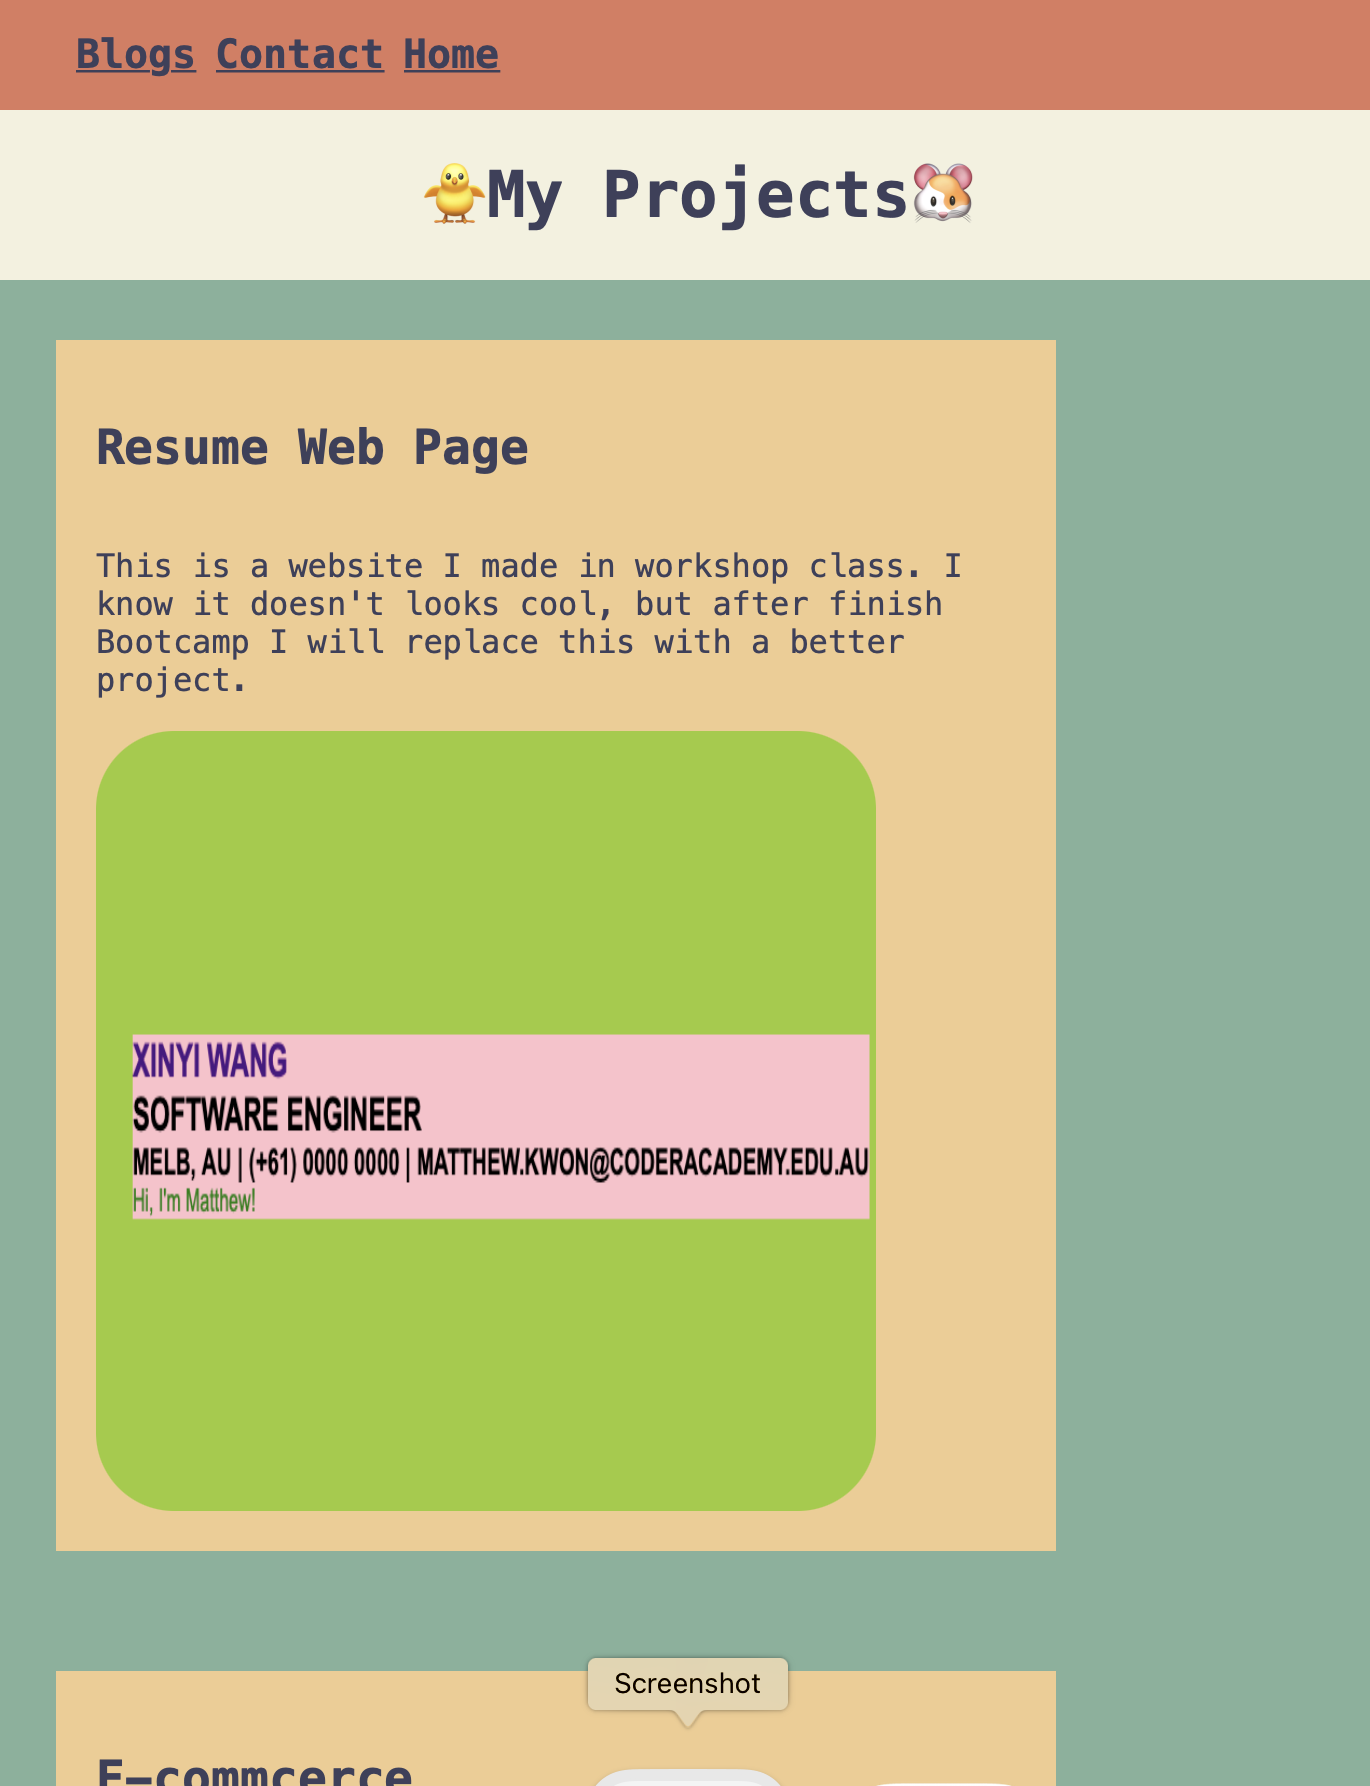 Blogs Contact Home
🐥My Projects🐹
Resume Web Page
This is a website I made in workshop class. I
know it doesn't looks cool, but after finish
Bootcamp I will replace this with a better
project.
XINYI WANG
SOFTWARE ENGINEER
MELB, AU | (+61) 0000 0000 | MATTHEW.KWON@CODERACADEMY.EDU.AU
Hi, I'm Matthew!
Screenshot
E-commcerce